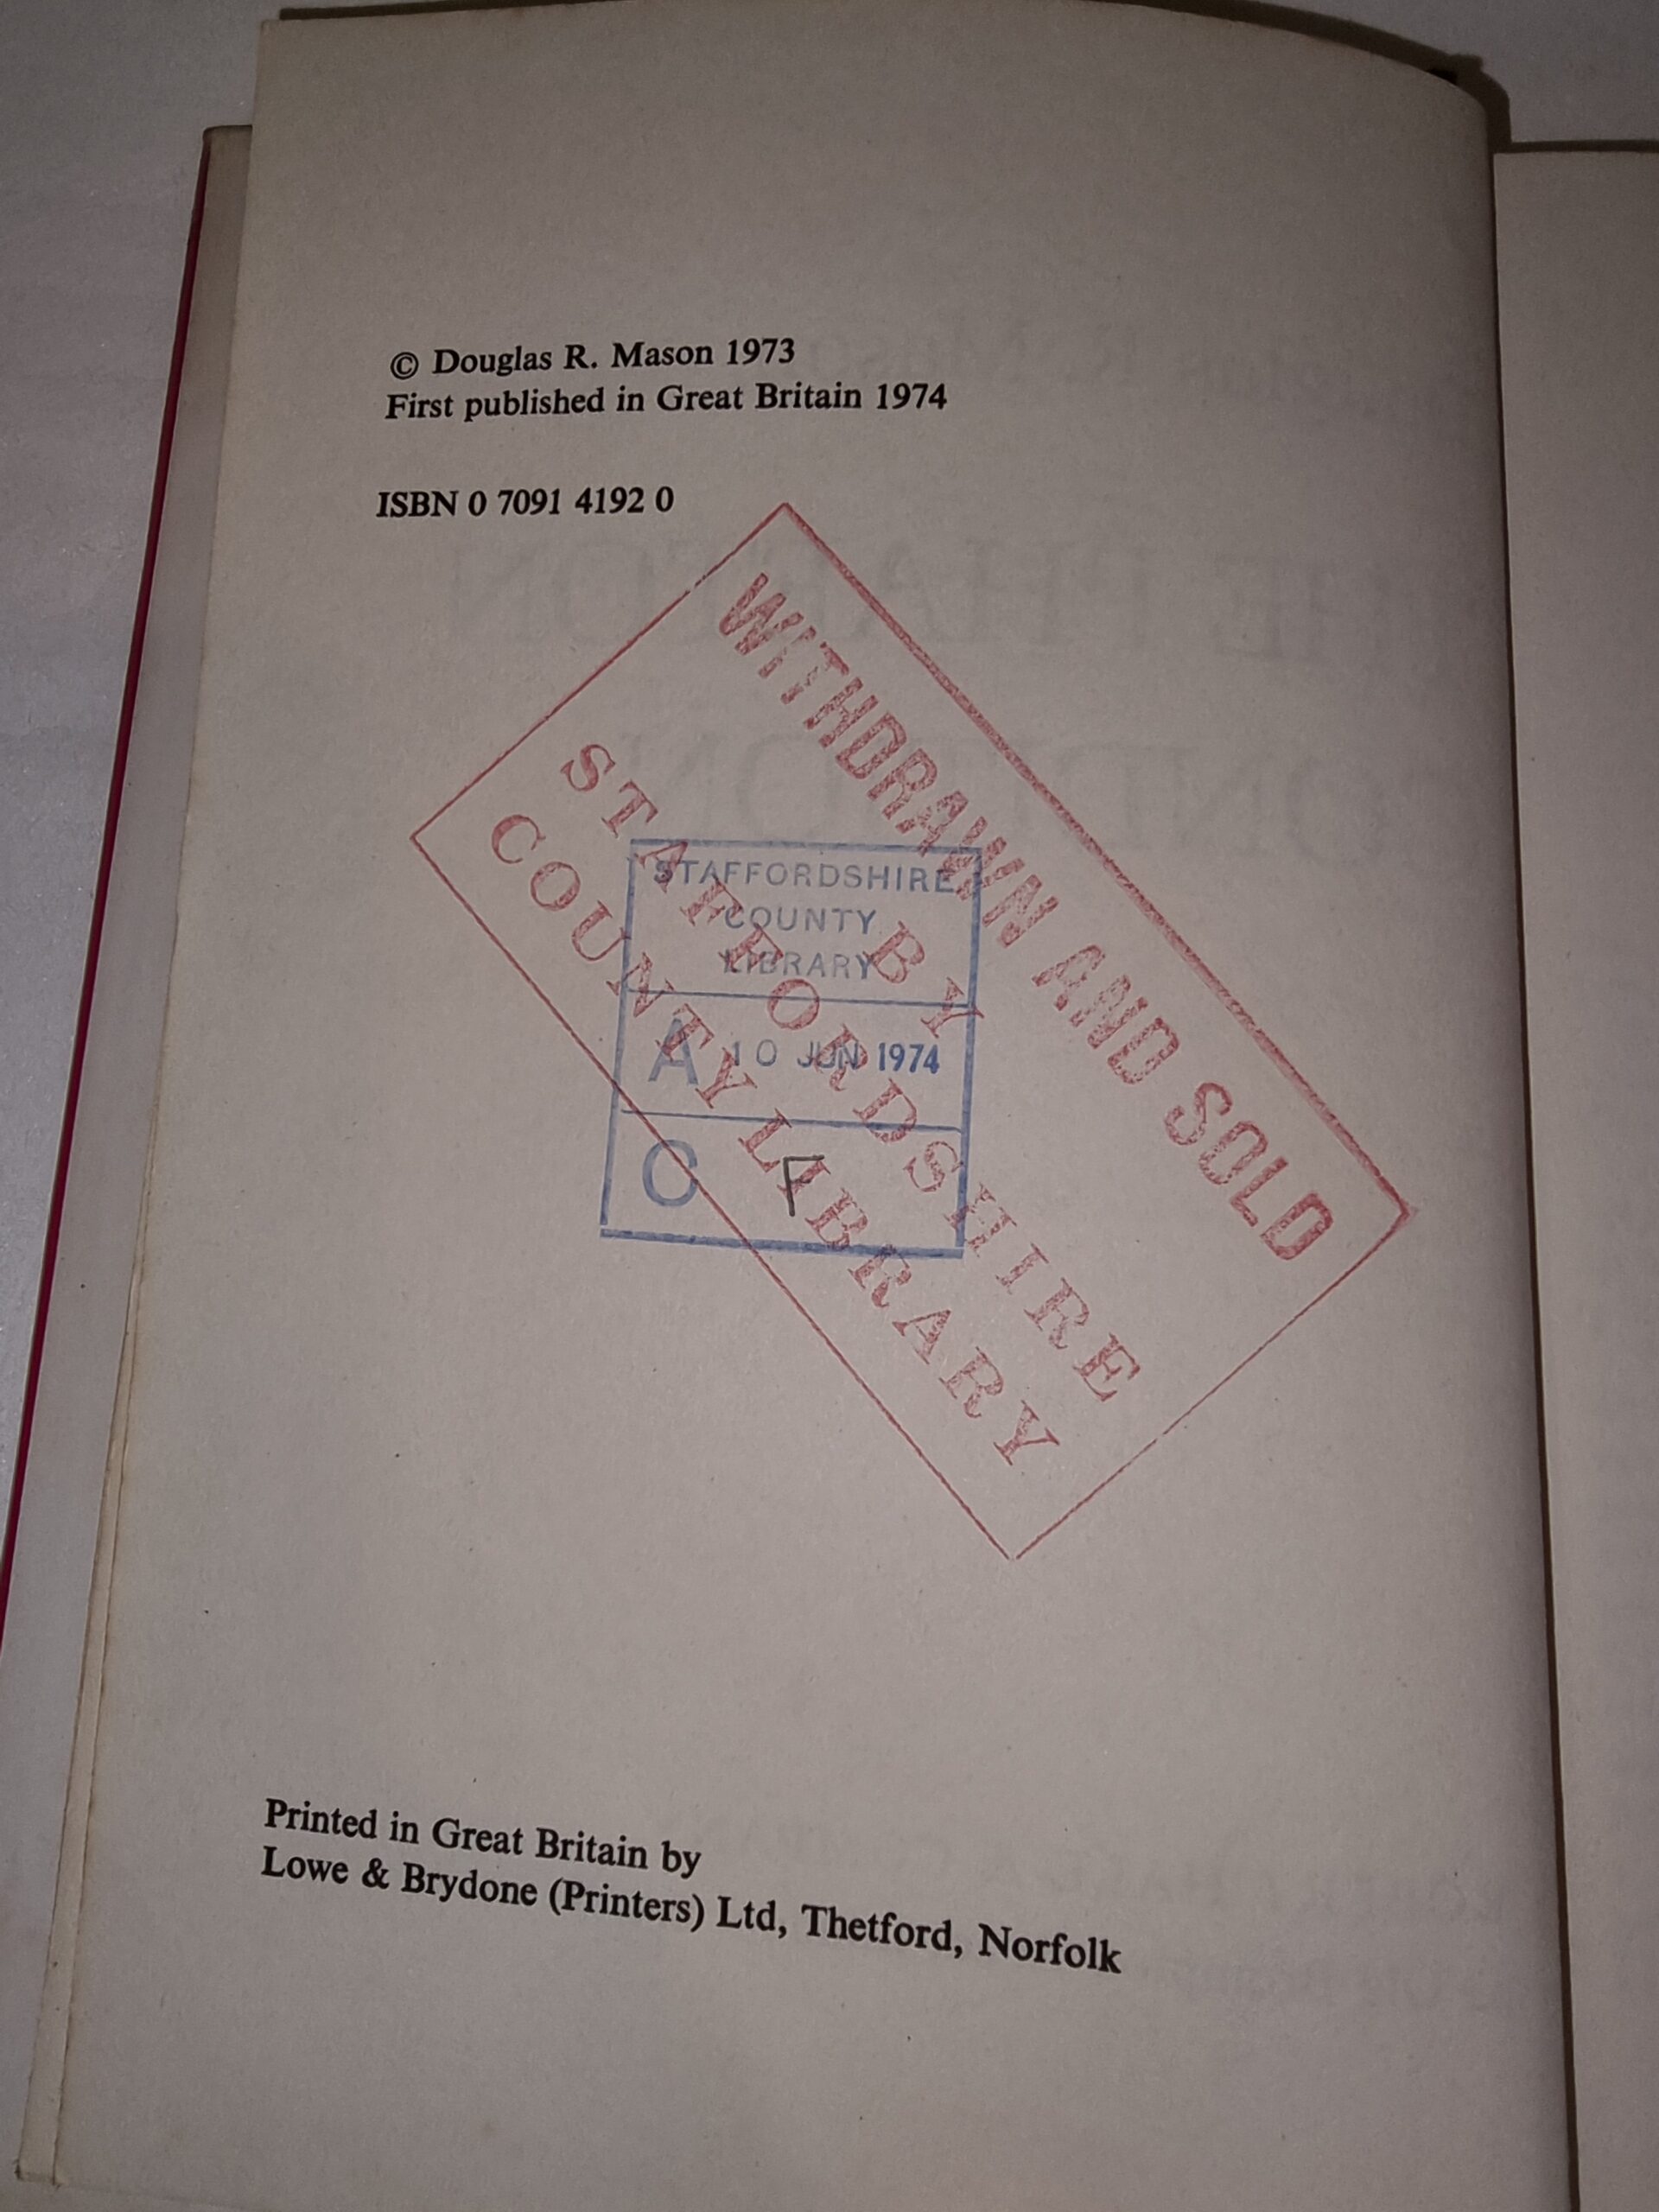 © Douglas R. Mason 1973
First published in Great Britain 1974
ISBN 0 7091 4192 0
WITHDRAWN AND SOLD
BY
STAFFORDSHIRE
COUNTY LIBRARY
STAFFORDSHIRE
COUNTY
LIBRARY
A 10 JUN 1974
C F
Printed in Great Britain by
Lowe & Brydone (Printers) Ltd, Thetford, Norfolk